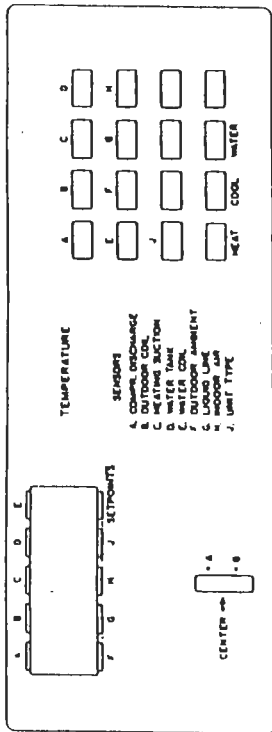 A B C D E
F G H J SETPOINTS
CENTER → • A
• B
TEMPERATURE
SENSORS
A. COMPR. DISCHARGE
B. OUTDOOR COIL
C. HEATING SUCTION
D. WATER TANK
E. WATER COIL
F. OUTDOOR AMBIENT
G. LIQUID LINE
H. INDOOR AIR
J. UNIT TYPE
A B C D
E F G H
J
HEAT COOL WATER